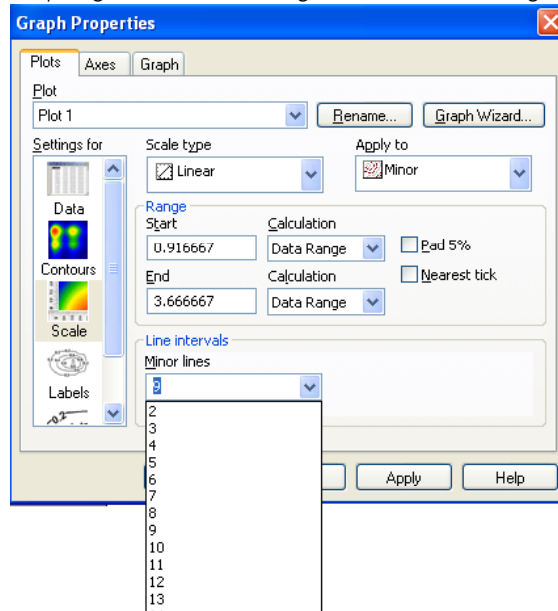 Graph Properties
Plots Axes Graph
Plot
Plot 1 Rename... Graph Wizard...
Settings for Scale type Apply to
Linear Minor
Data
Range
Start Calculation
0.916667 Data Range Pad 5%
Contours
End Calculation Nearest tick
3.666667 Data Range
Scale
Line intervals
Minor lines
9
Labels
2
3
4
5
6
7
8
9
10
11
12
13
Apply Help